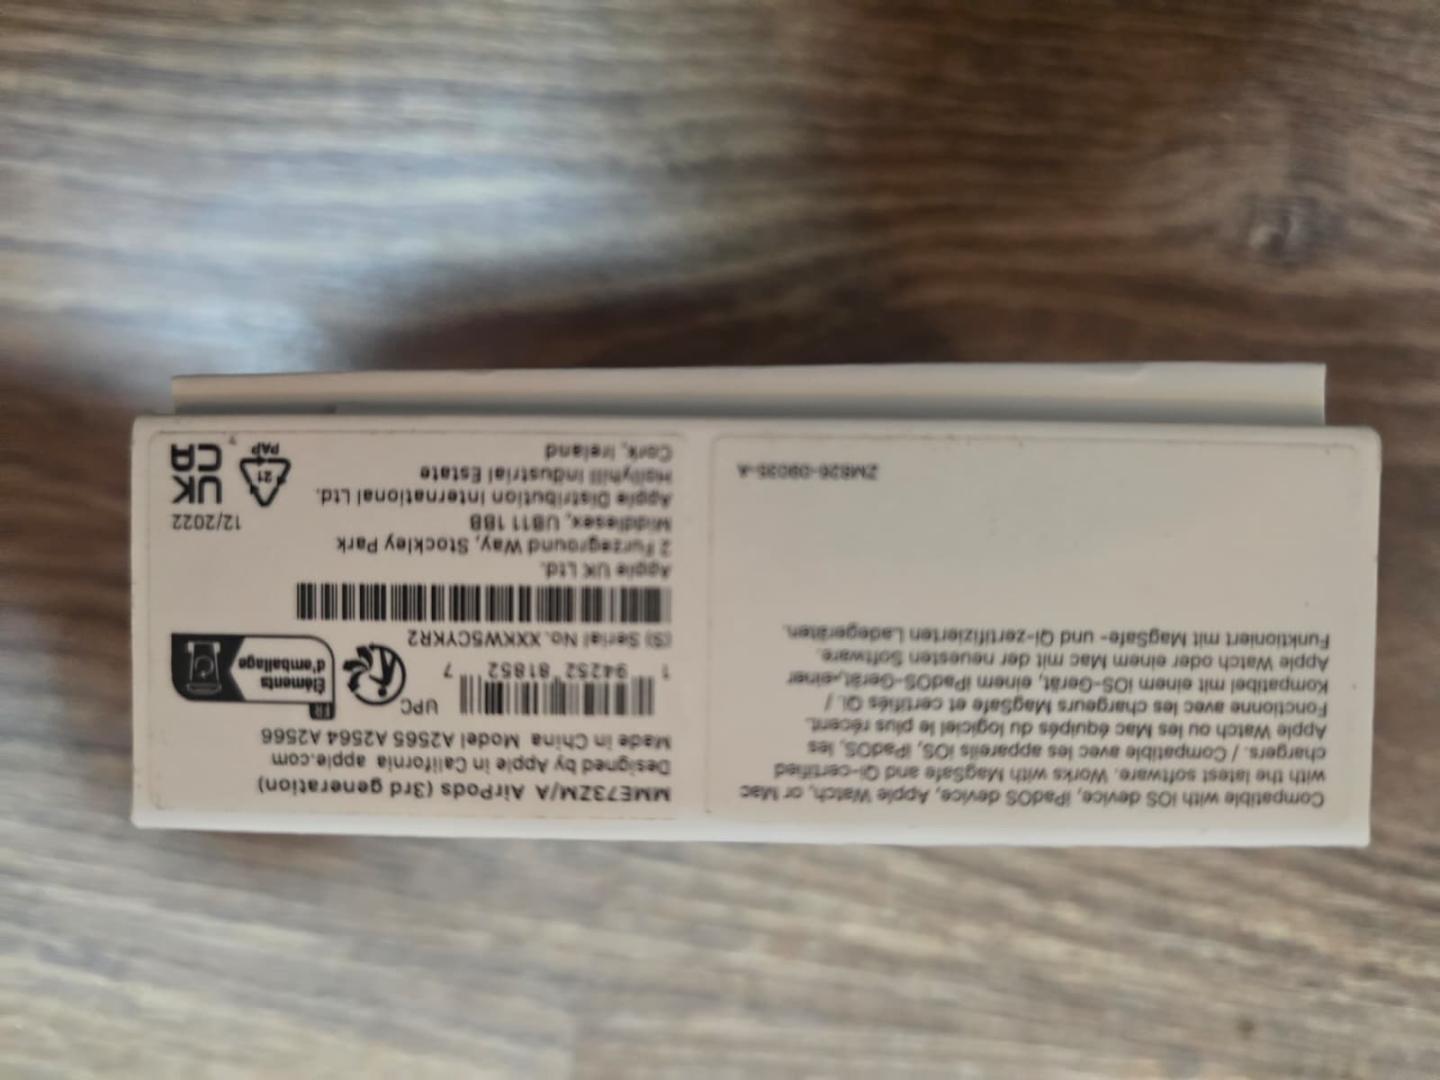 Compatible with iOS device, iPadOS device, Apple Watch, or Mac
with the latest software. Works with MagSafe and Qi-certified
chargers. / Compatible avec les appareils iOS, iPadOS, les
Apple Watch ou les Mac équipés du logiciel le plus récent.
Fonctionne avec les chargeurs MagSafe et certifiés Qi. /
Kompatibel mit einem iOS-Gerät, einem iPadOS-Gerät, einer
Apple Watch oder einem Mac mit der neuesten Software.
Funktioniert mit MagSafe- und Qi-zertifizierten Ladegeräten.
ZM826-09035-A
MME73ZM/A AirPods (3rd generation)
Designed by Apple in California apple.com
Made in China Model A2565 A2564 A2566
UPC
1 94252 81852 7
(S) Serial No. XXKW5CYKR2
FR
Éléments
d'emballage
Apple UK Ltd.
2 Furzeground Way, Stockley Park
Middlesex, UB11 1BB
Apple Distribution International Ltd.
Hollyhill Industrial Estate
Cork, Ireland
12/2022
UK
CA
21
PAP